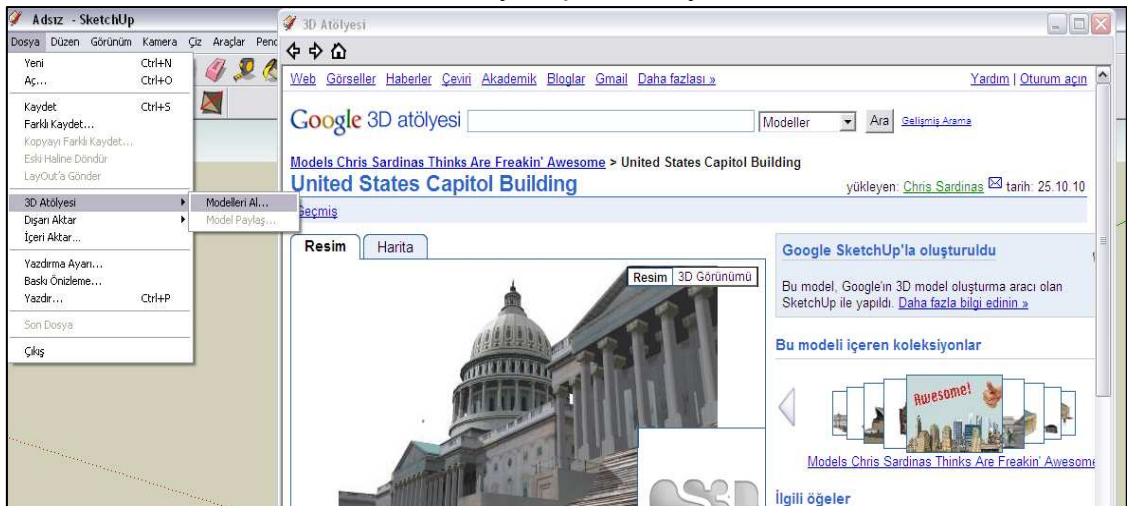 Adsız - SketchUp
Dosya Düzen Görünüm Kamera Çiz Araçlar
Yeni Ctrl+N
Aç... Ctrl+O
Kaydet Ctrl+S
Farklı Kaydet...
Kopyayı Farklı Kaydet...
Eski Haline Döndür
LayOut'a Gönder
3D Atölyesi
Dışarı Aktar
İçeri Aktar...
Yazdırma Ayarı...
Baskı Önizleme...
Yazdır... Ctrl+P
Son Dosya
Çıkış
Modelleri Al...
Model Paylaş...
3D Atölyesi
Web Görseller Haberler Çeviri Akademik Bloglar Gmail Daha fazlası »
Yardım | Oturum açın
Google 3D atölyesi
Modeller
Ara
Gelişmiş Arama
Models Chris Sardinas Thinks Are Freakin' Awesome > United States Capitol Building
United States Capitol Building
yükleyen: Chris Sardinas tarih: 25.10.10
Geçmiş
Resim Harita
Resim 3D Görünümü
Google SketchUp'la oluşturuldu
Bu model, Google'ın 3D model oluşturma aracı olan
SketchUp ile yapıldı. Daha fazla bilgi edinin »
Bu modeli içeren koleksiyonlar
Awesome!
Models Chris Sardinas Thinks Are Freakin' Awesome
İlgili öğeler